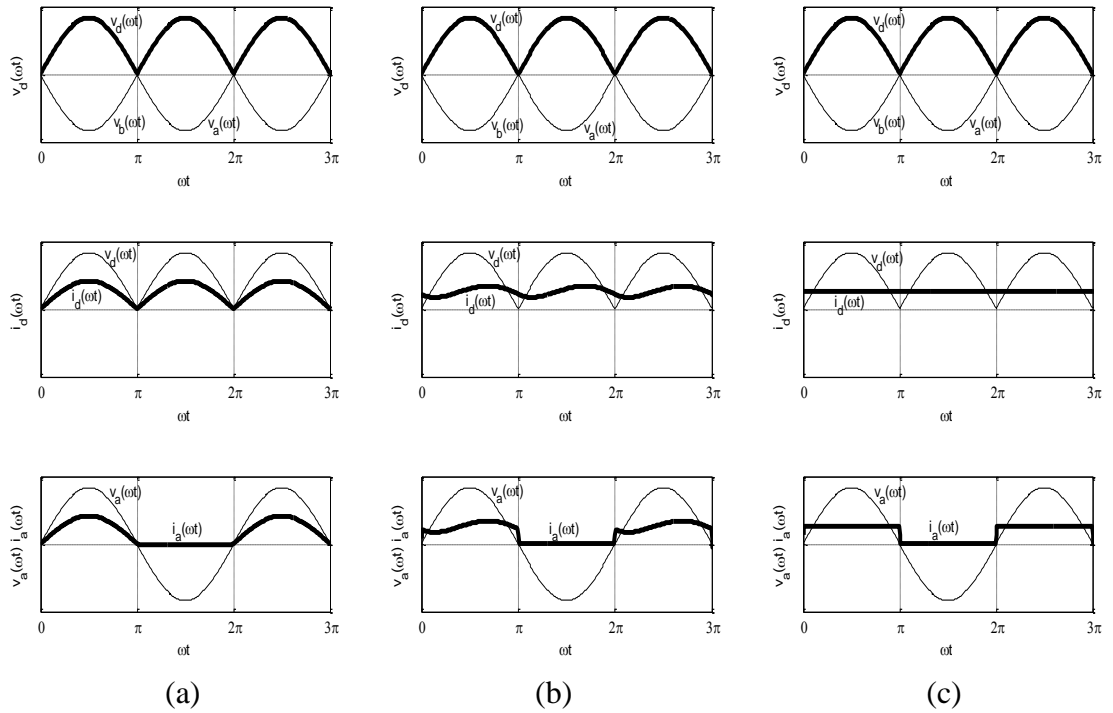 v_d(ωt)
v_d(ωt)
v_b(ωt)
v_a(ωt)
0 π 2π 3π
ωt
v_d(ωt)
v_d(ωt)
v_b(ωt)
v_a(ωt)
0 π 2π 3π
ωt
v_d(ωt)
v_d(ωt)
v_b(ωt)
v_a(ωt)
0 π 2π 3π
ωt
i_d(ωt)
v_d(ωt)
i_d(ωt)
0 π 2π 3π
ωt
i_d(ωt)
v_d(ωt)
i_d(ωt)
0 π 2π 3π
ωt
i_d(ωt)
v_d(ωt)
i_d(ωt)
0 π 2π 3π
ωt
v_a(ωt) i_a(ωt)
v_a(ωt)
i_a(ωt)
0 π 2π 3π
ωt
v_a(ωt) i_a(ωt)
v_a(ωt)
i_a(ωt)
0 π 2π 3π
ωt
v_a(ωt) i_a(ωt)
v_a(ωt)
i_a(ωt)
0 π 2π 3π
ωt
(a)
(b)
(c)